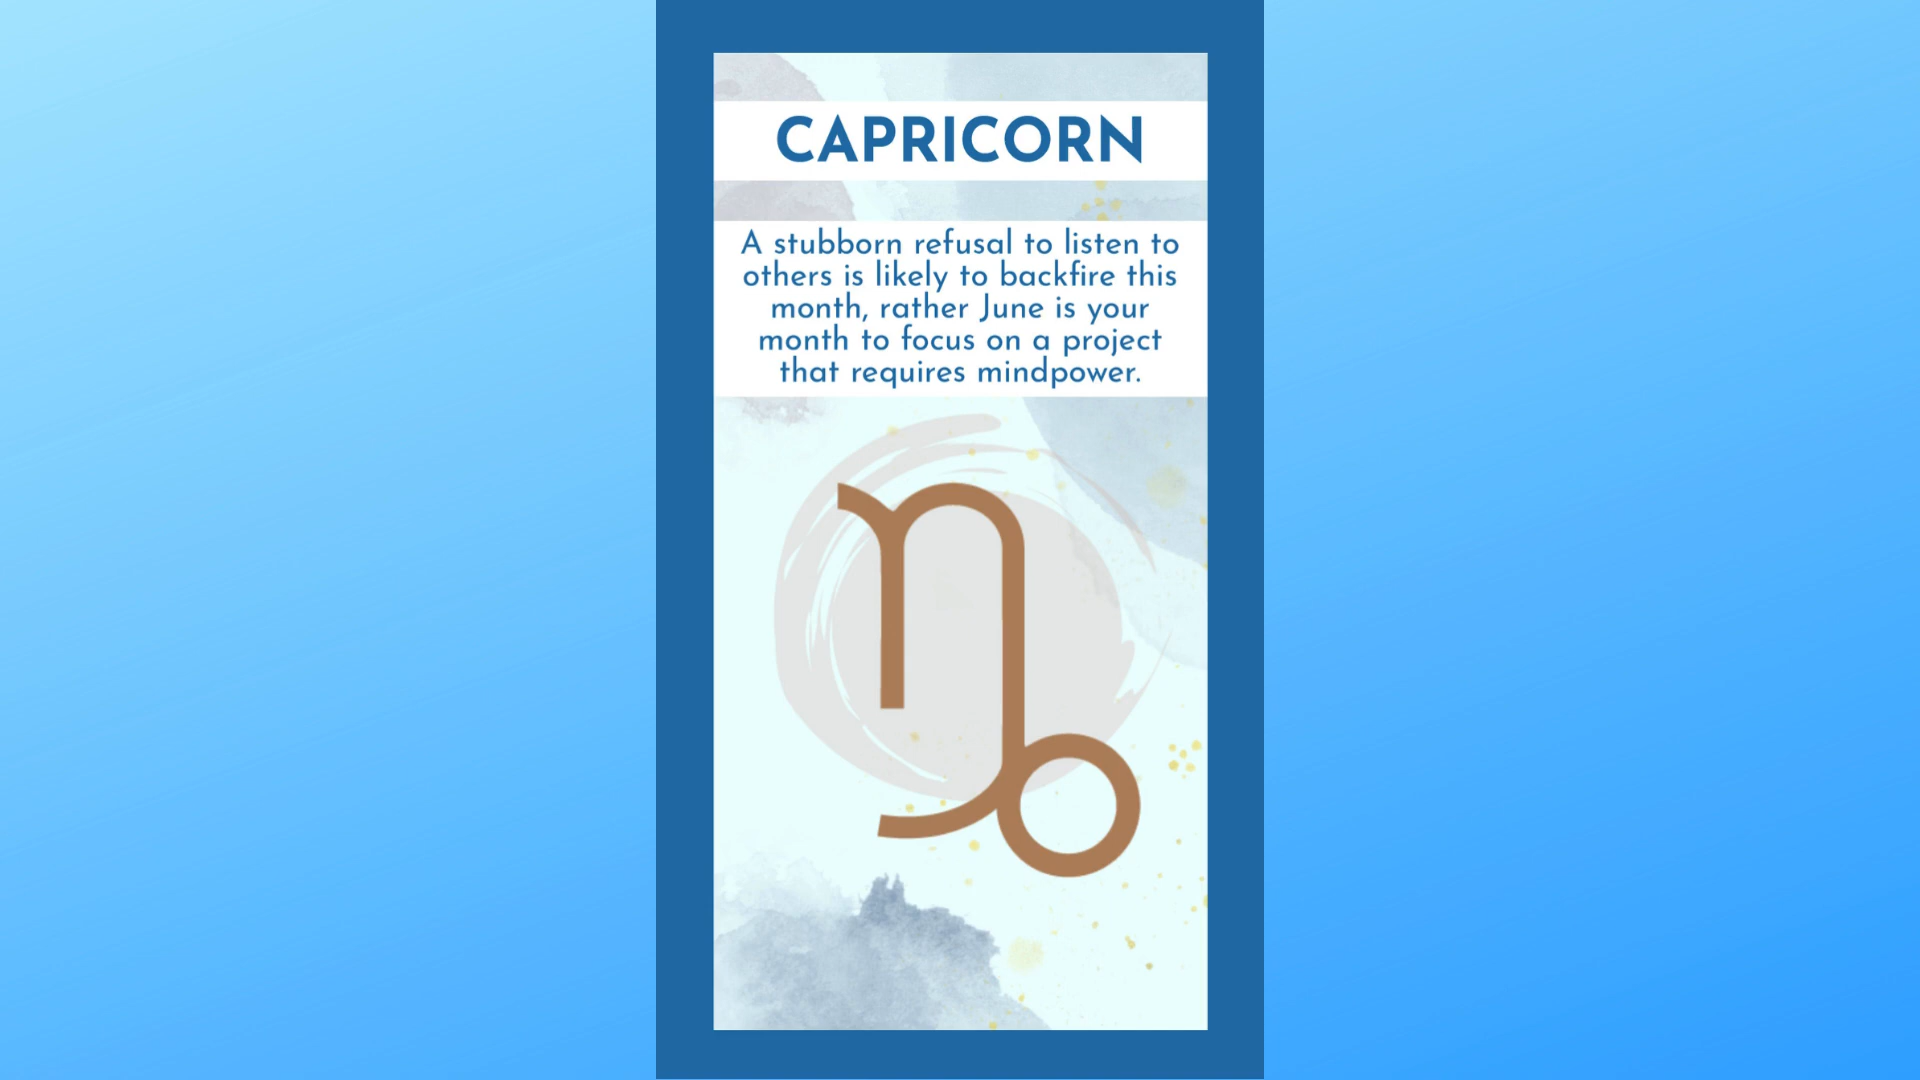 CAPRICORN
A stubborn refusal to listen to
others is likely to backfire this
month, rather June is your
month to focus on a project
that requires mindpower.